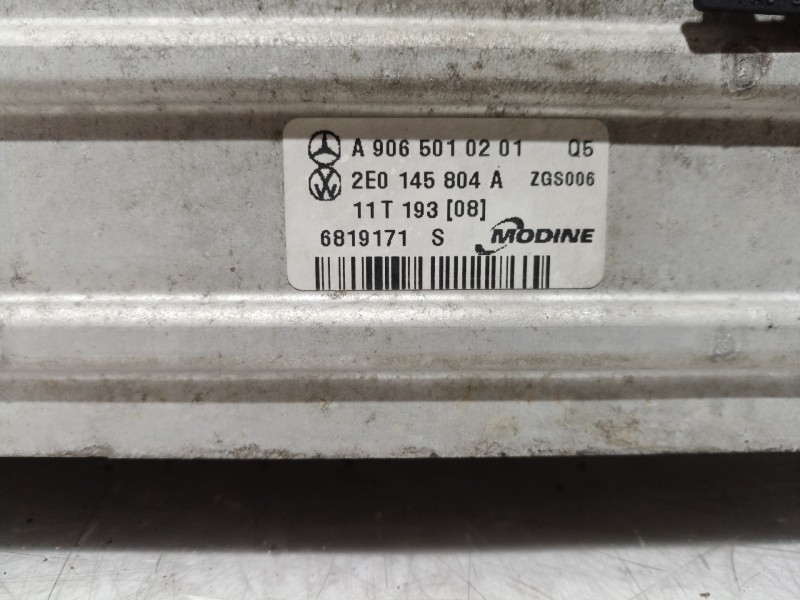 A 906 501 02 01 Q5
2E0 145 804 A ZGS006
11T 193 [08]
6819171 S MODINE